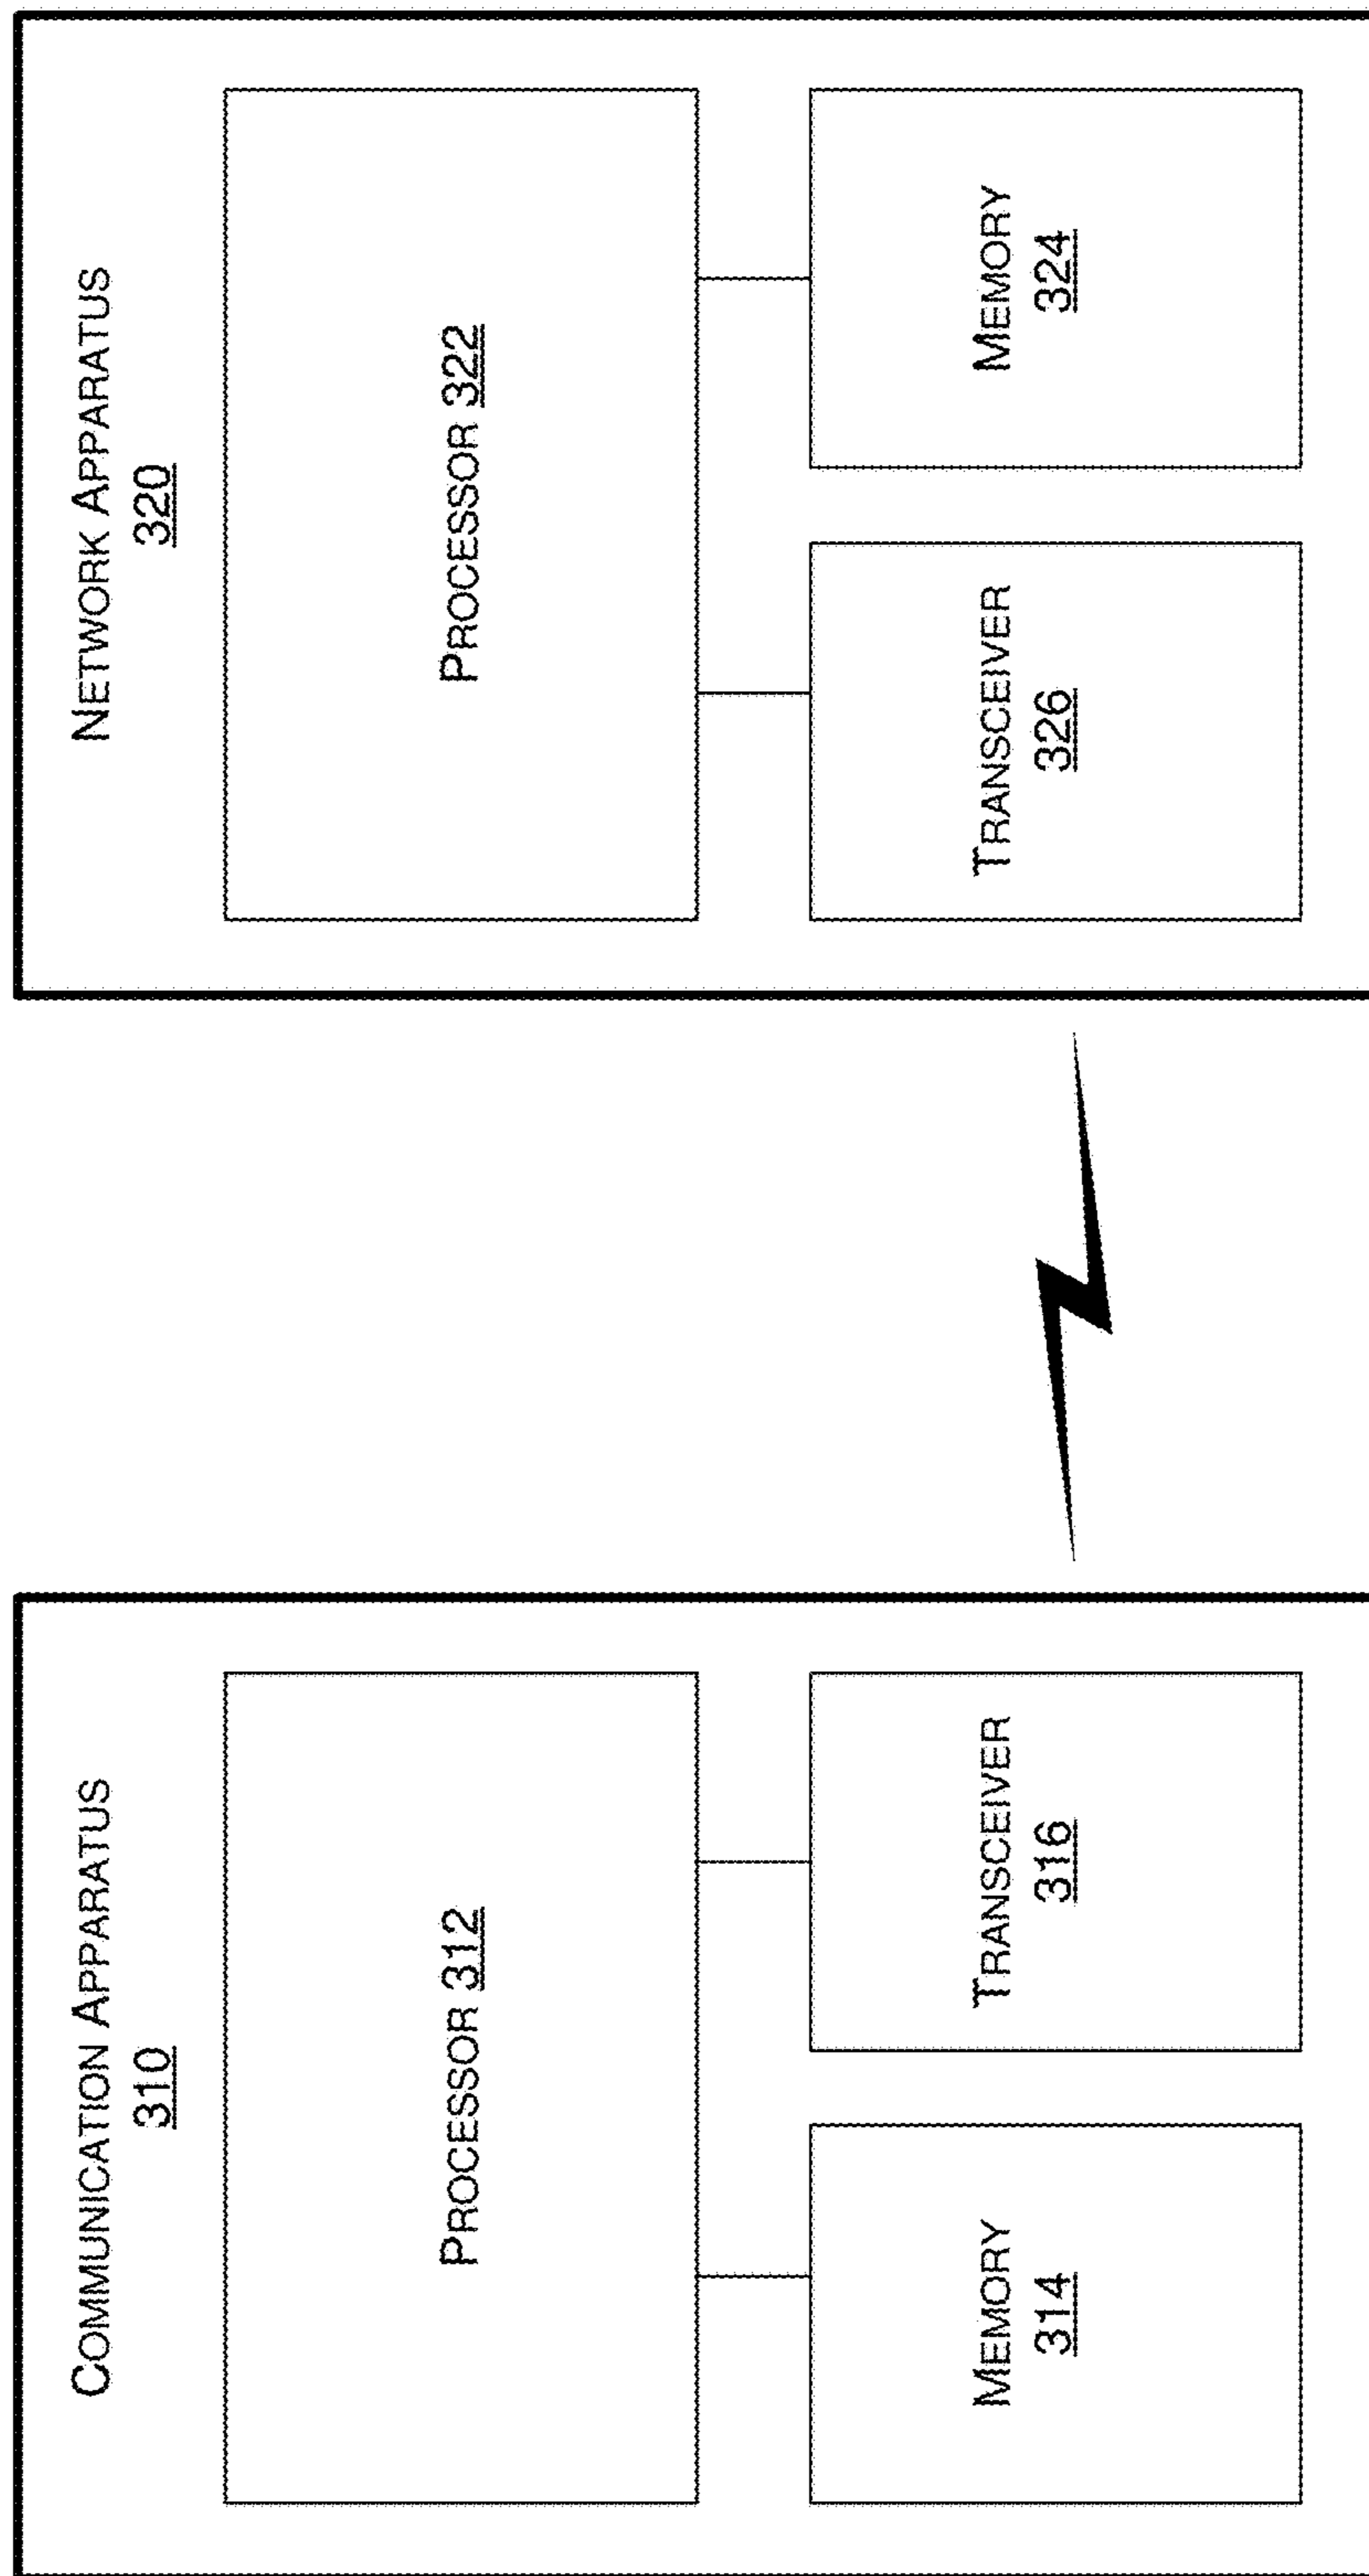 COMMUNICATION APPARATUS
310
PROCESSOR 312
MEMORY
314
TRANSCEIVER
316
NETWORK APPARATUS
320
PROCESSOR 322
TRANSCEIVER
326
MEMORY
324